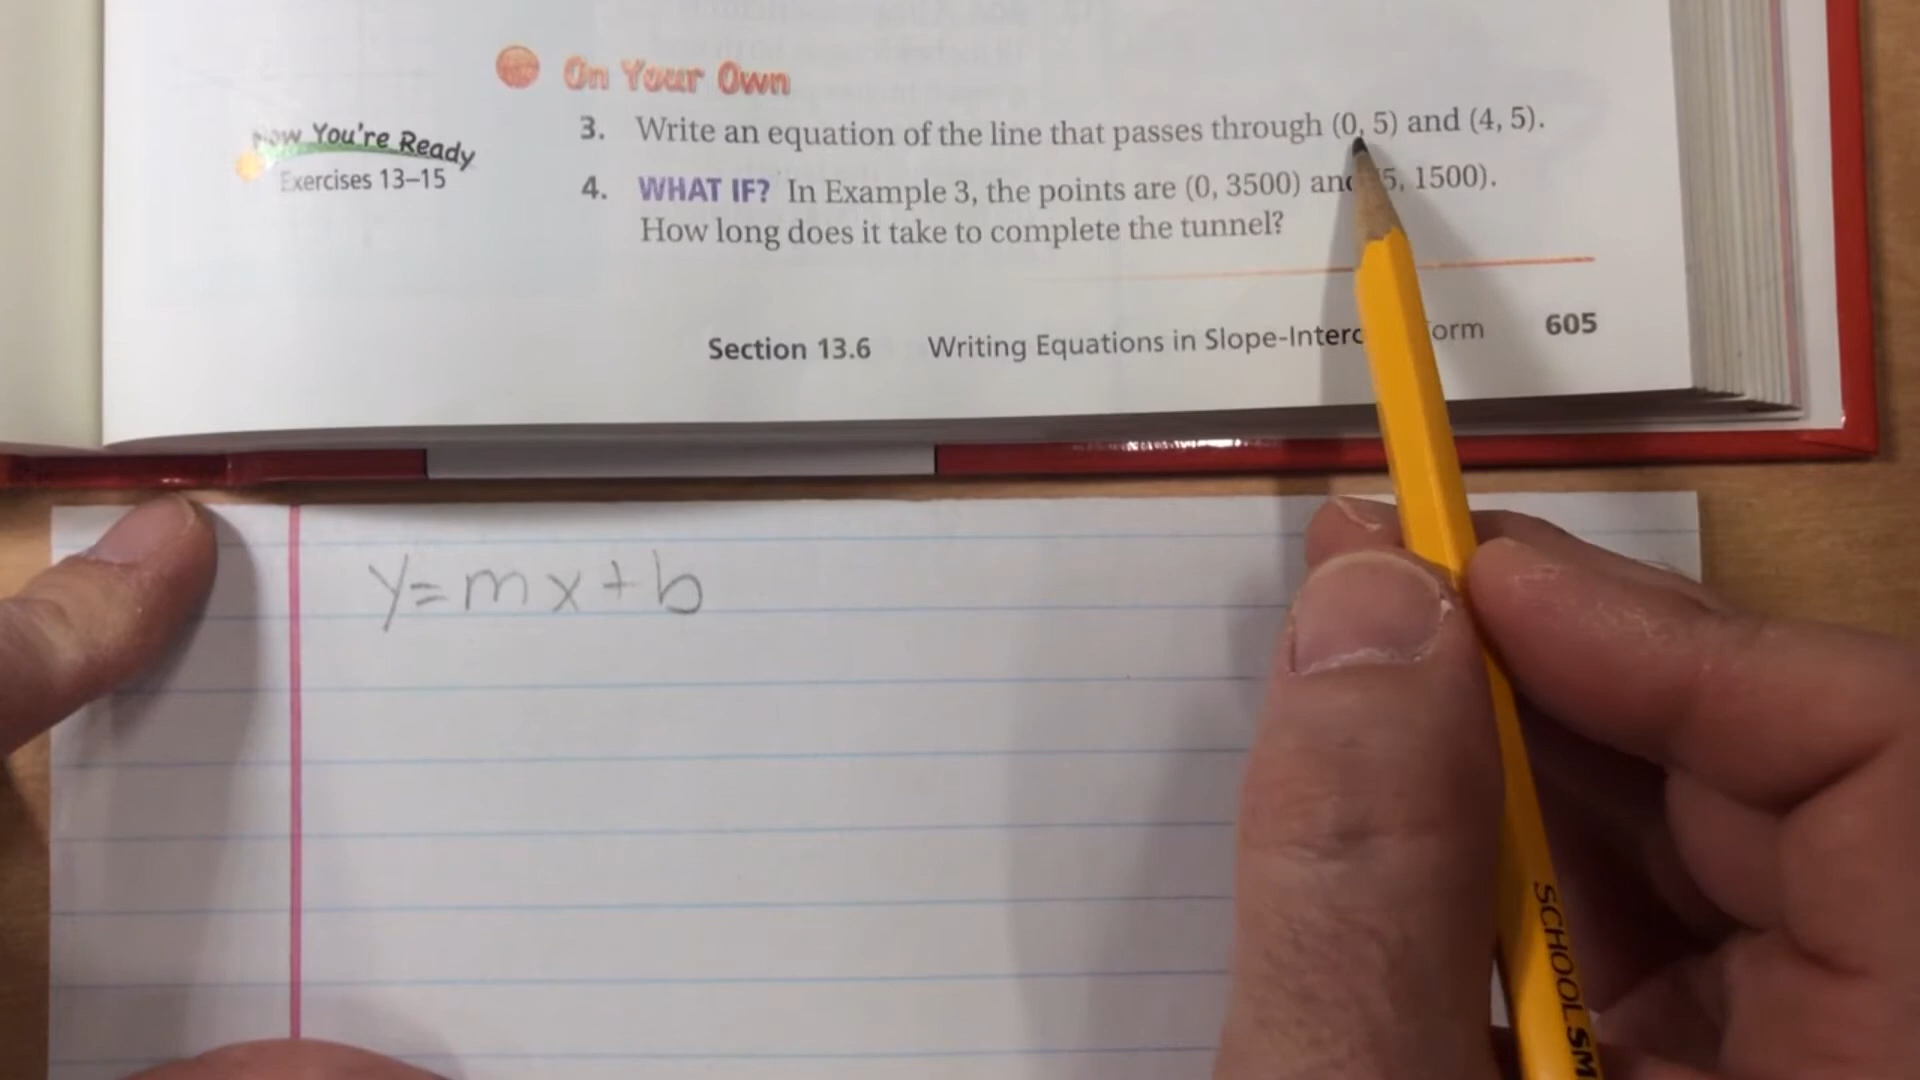 On Your Own
Now You're Ready
Exercises 13–15
3. Write an equation of the line that passes through (0, 5) and (4, 5).
4. WHAT IF? In Example 3, the points are (0, 3500) and 5, 1500).
How long does it take to complete the tunnel?
Section 13.6 Writing Equations in Slope-Interc orm 605
y=mx+b
SCHOOL SM